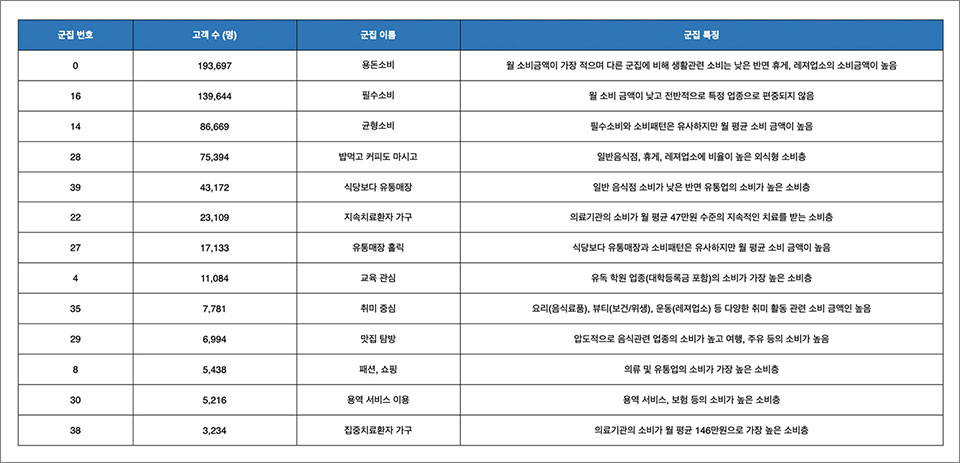 군집 번호 고객 수 (명) 군집 이름 군집 특징
0 193,697 용돈소비 월 소비금액이 가장 적으며 다른 군집에 비해 생활관련 소비는 낮은 반면 휴게, 레져업소의 소비금액이 높음
16 139,644 필수소비 월 소비 금액이 낮고 전반적으로 특정 업종으로 편중되지 않음
14 86,669 균형소비 필수소비와 소비패턴은 유사하지만 월 평균 소비 금액이 높음
28 75,394 밥먹고 커피도 마시고 일반음식점, 휴게, 레져업소에 비율이 높은 외식형 소비층
39 43,172 식당보다 유통매장 일반 음식점 소비가 낮은 반면 유통업의 소비가 높은 소비층
22 23,109 지속치료환자 가구 의료기관의 소비가 월 평균 47만원 수준의 지속적인 치료를 받는 소비층
27 17,133 유통매장 홀릭 식당보다 유통매장과 소비패턴은 유사하지만 월 평균 소비 금액이 높음
4 11,084 교육 관심 유독 학원 업종(대학등록금 포함)의 소비가 가장 높은 소비층
35 7,781 취미 중심 요리(음식료품), 뷰티(보건/위생), 운동(레져업소) 등 다양한 취미 활동 관련 소비 금액인 높음
29 6,994 맛집 탐방 압도적으로 음식관련 업종의 소비가 높고 여행, 주유 등의 소비가 높음
8 5,438 패션, 쇼핑 의류 및 유통업의 소비가 가장 높은 소비층
30 5,216 용역 서비스 이용 용역 서비스, 보험 등의 소비가 높은 소비층
38 3,234 집중치료환자 가구 의료기관의 소비가 월 평균 146만원으로 가장 높은 소비층